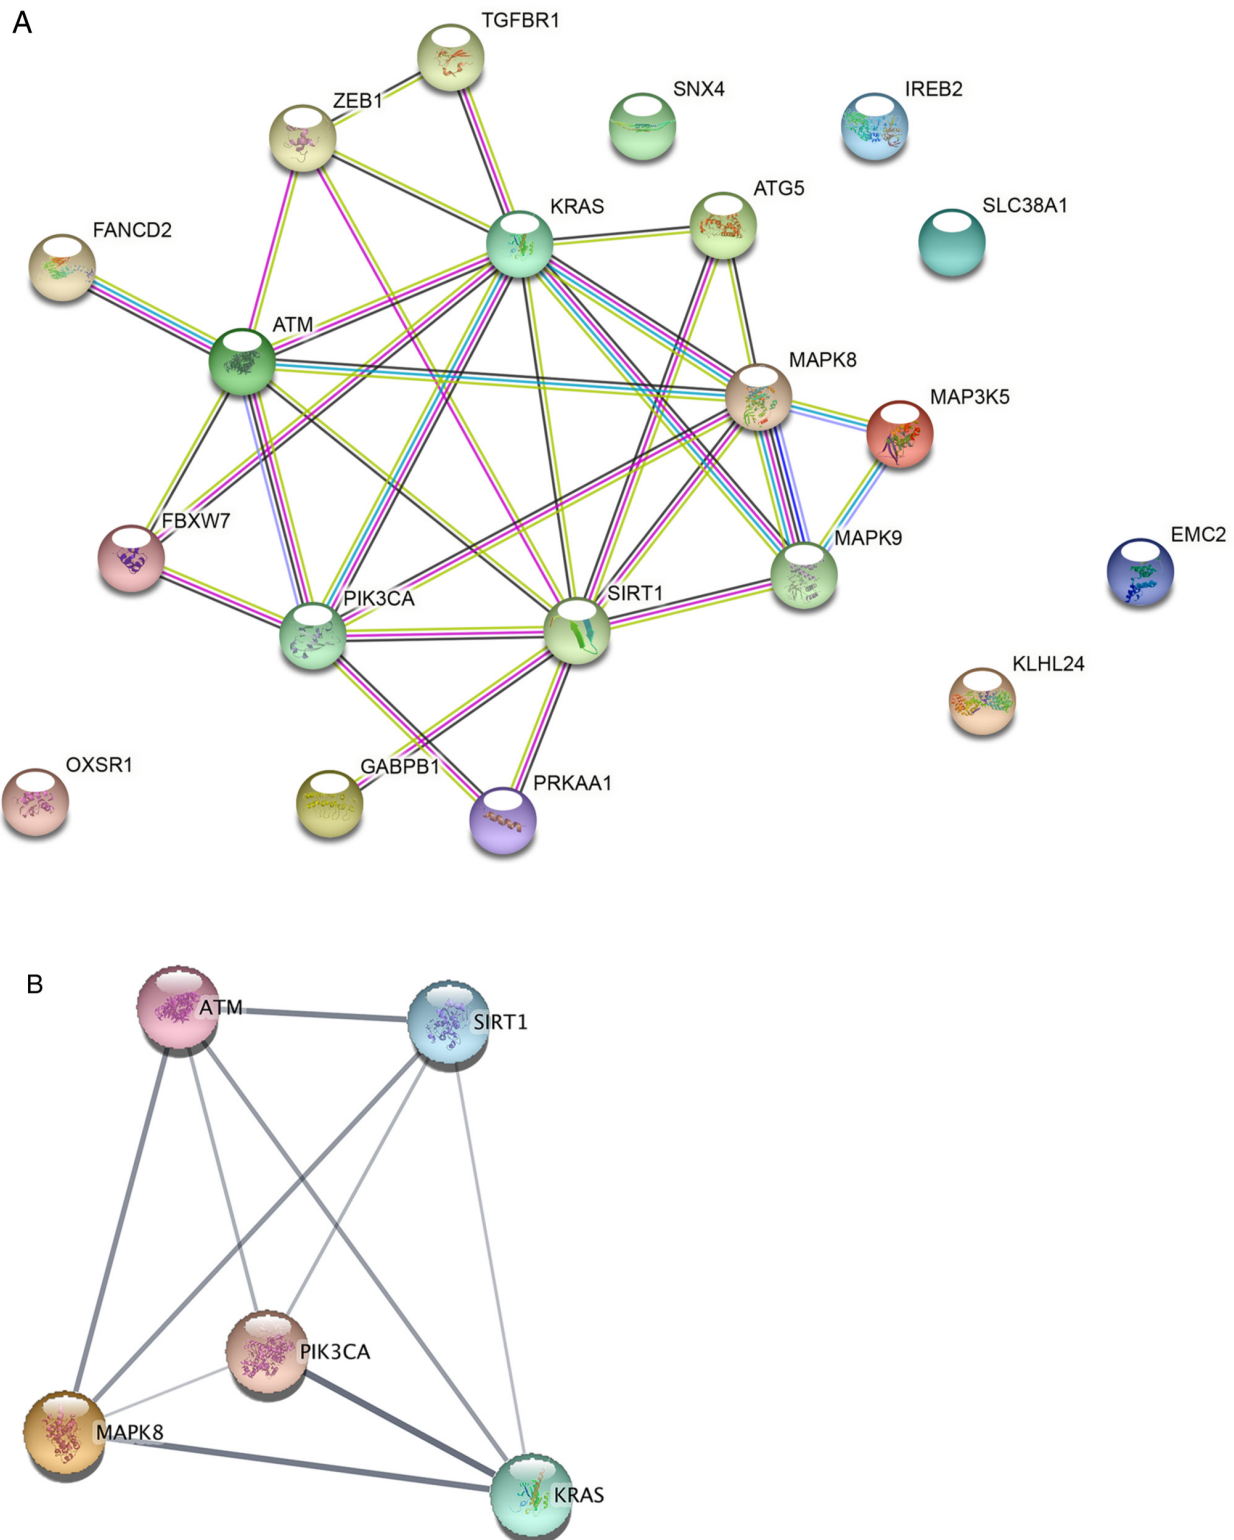 A
TGFBR1
ZEB1
SNX4
IREB2
KRAS
ATG5
SLC38A1
FANCD2
ATM
MAPK8
MAP3K5
FBXW7
MAPK9
EMC2
PIK3CA
SIRT1
KLHL24
OXSR1
GABPB1
PRKAA1
B
ATM
SIRT1
PIK3CA
MAPK8
KRAS